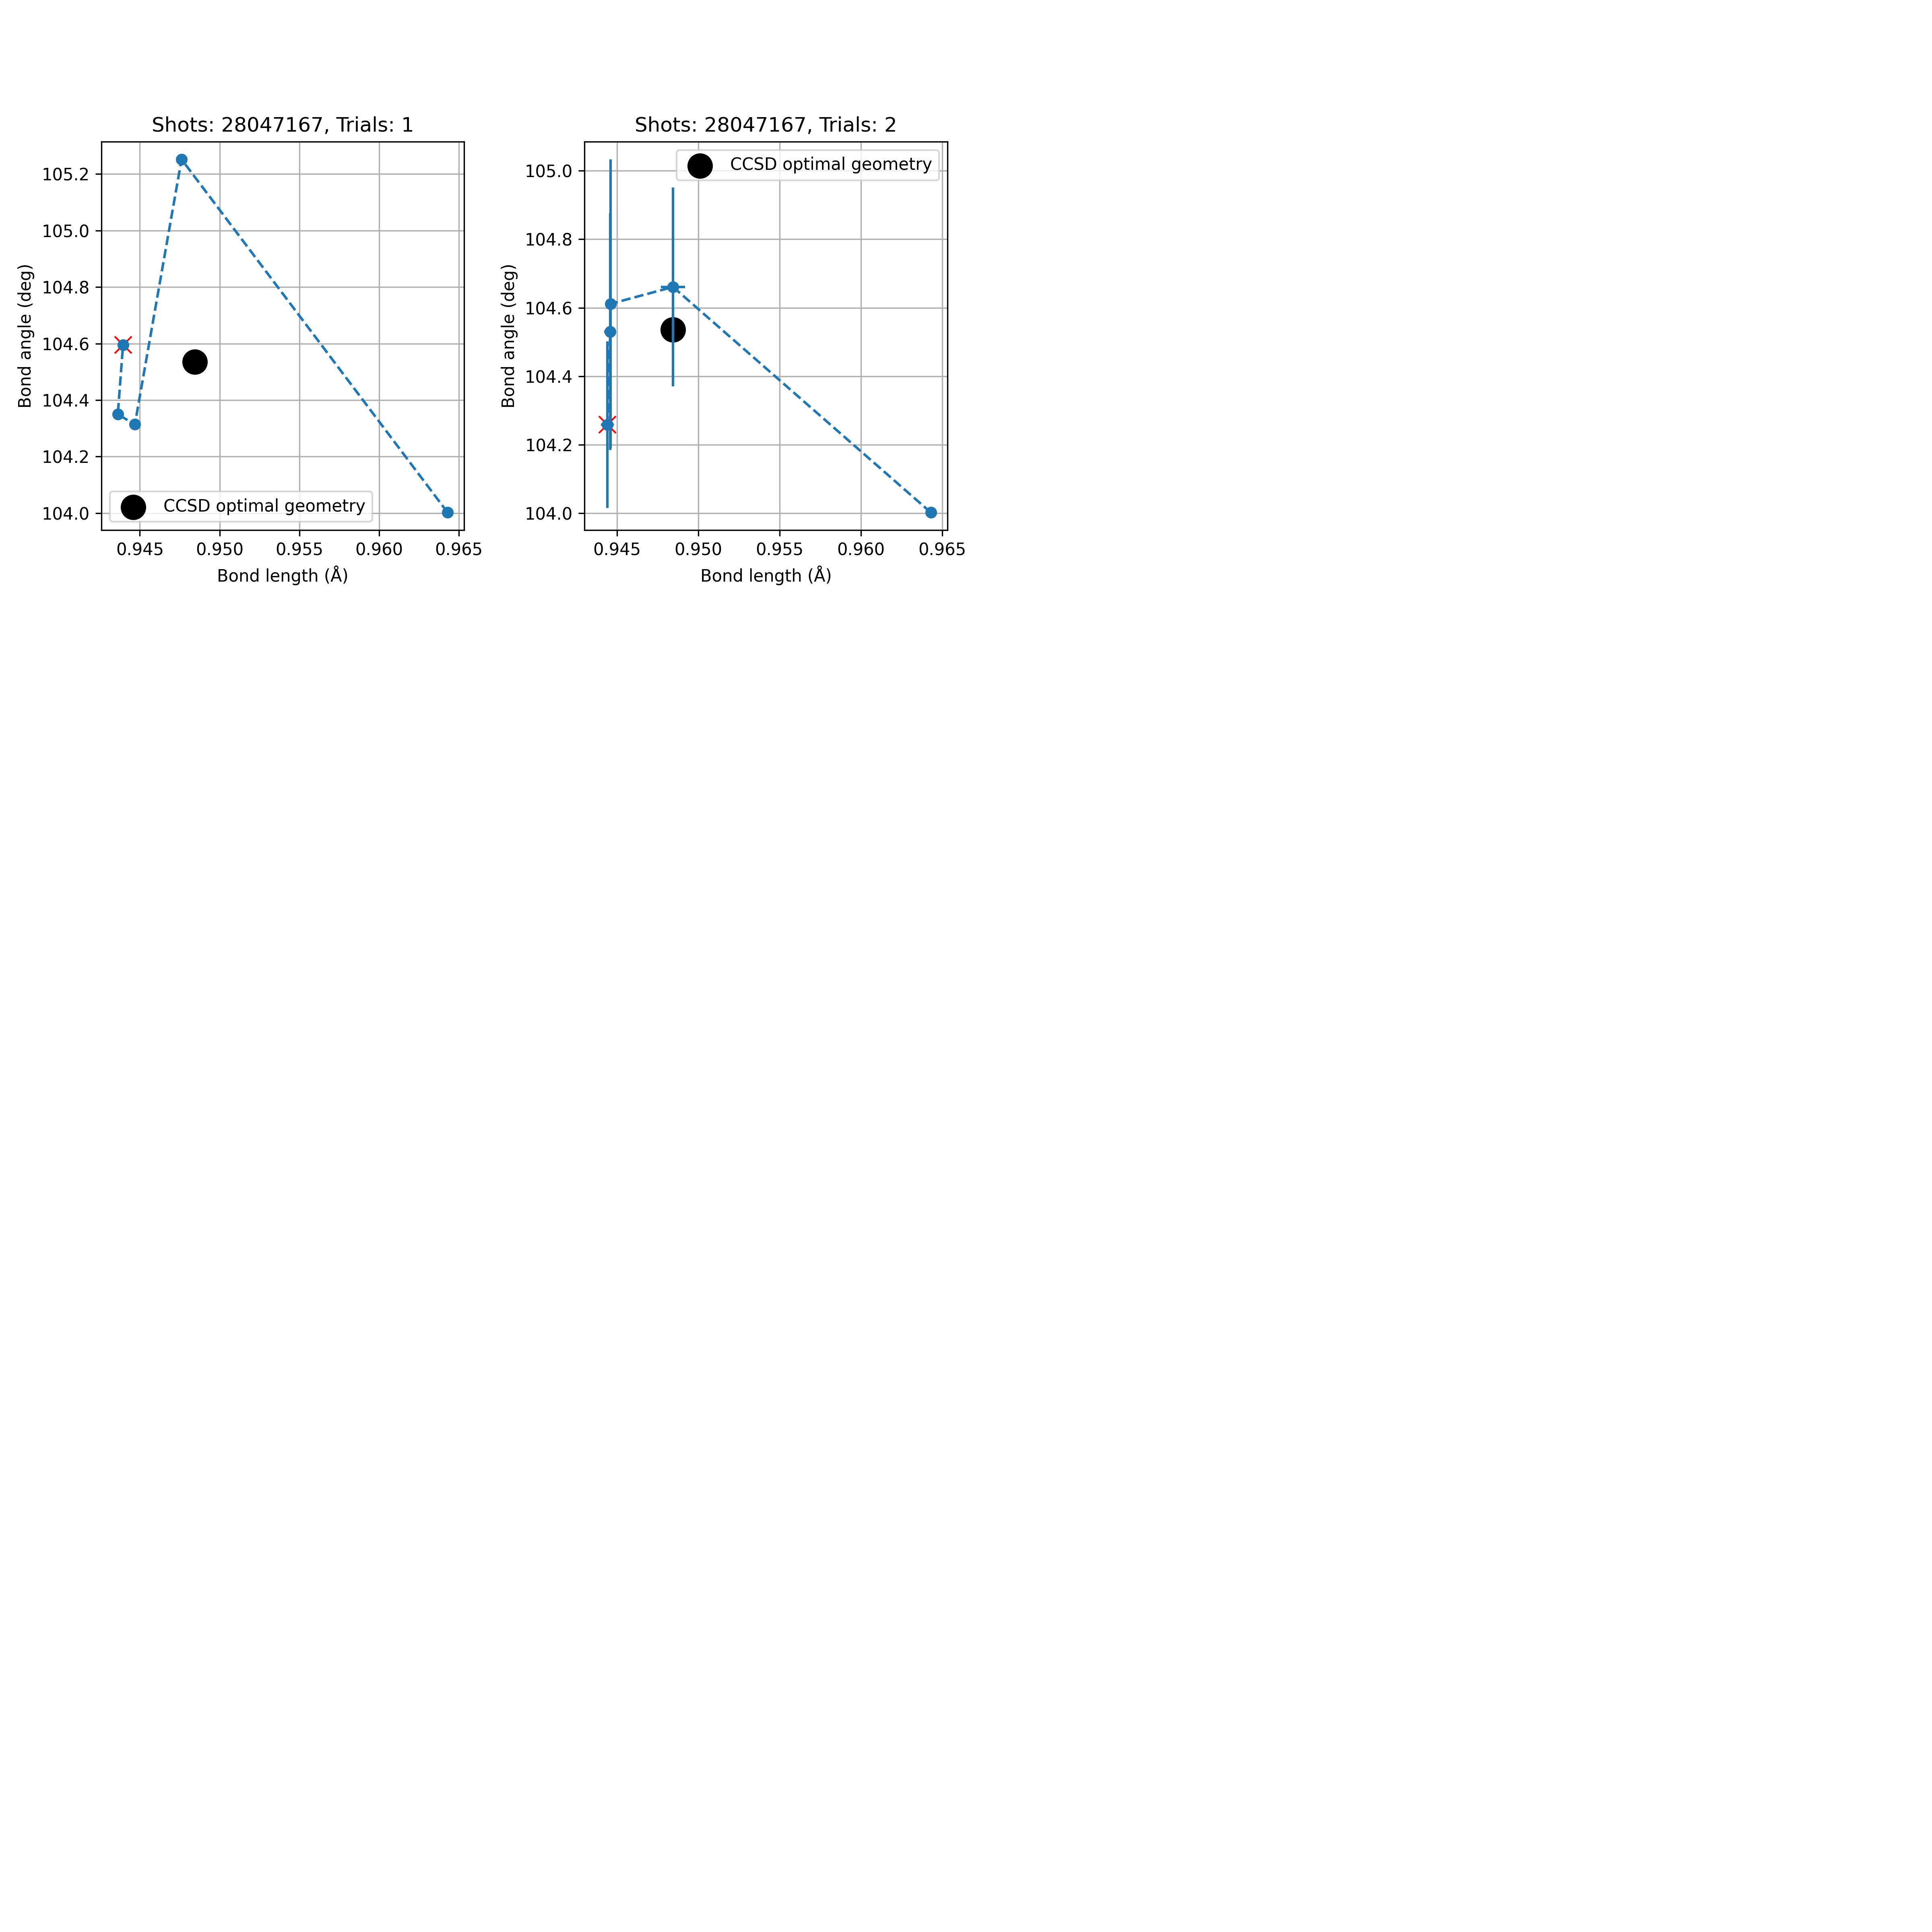 Shots: 28047167, Trials: 1
105.2
105.0
104.8
104.6
104.4
104.2
104.0
Bond angle (deg)
CCSD optimal geometry
0.945 0.950 0.955 0.960 0.965
Bond length (Å)
Shots: 28047167, Trials: 2
105.0
104.8
104.6
104.4
104.2
104.0
Bond angle (deg)
CCSD optimal geometry
0.945 0.950 0.955 0.960 0.965
Bond length (Å)